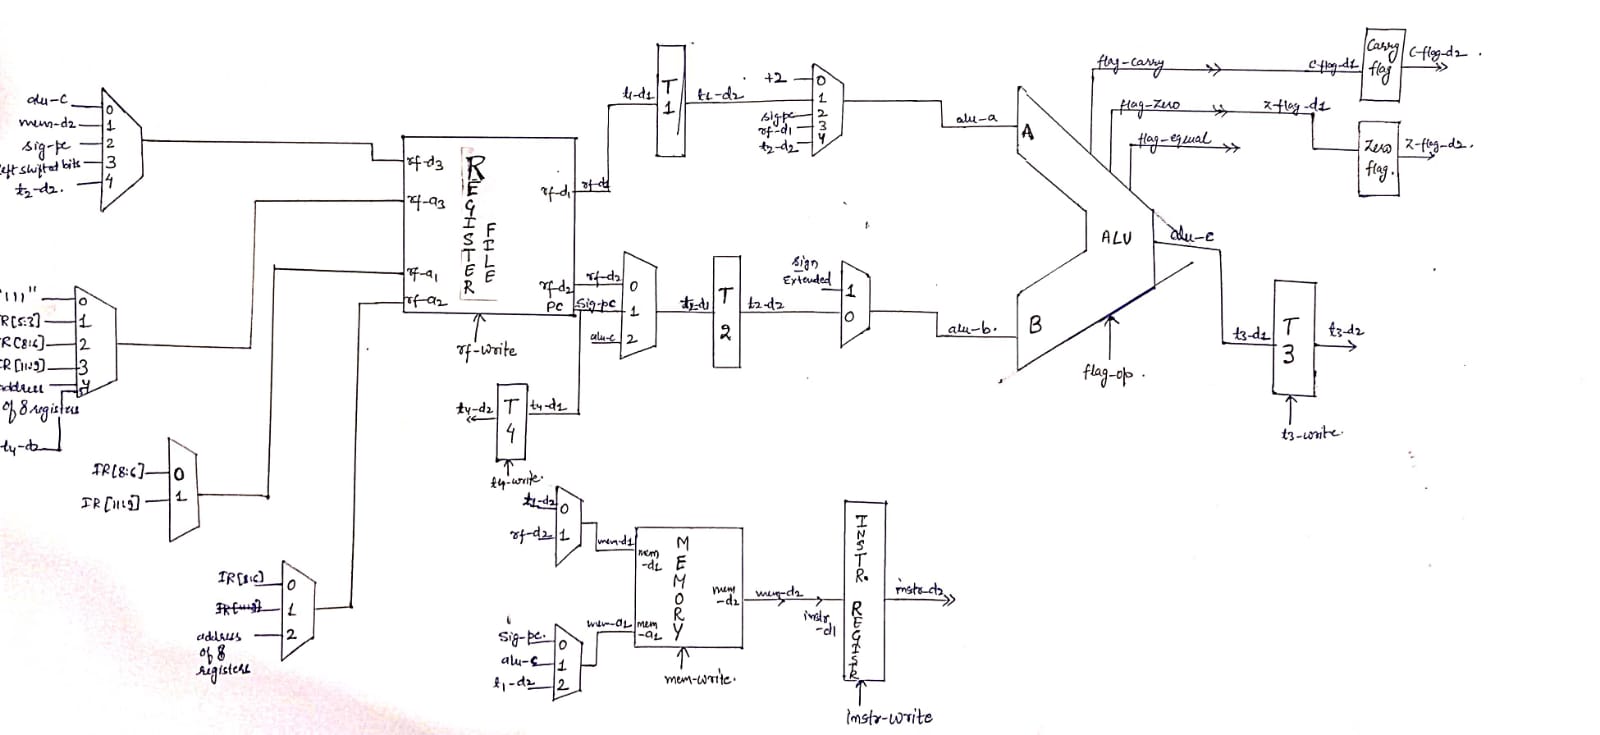 alu-c
mem-d2
sig-pc
left shifted bits
t2-d2.
0
1
2
3
4
"111"
R[5:3]
R[8:6]
R[11:9]
address
of 8 registers
t4-d2
0
1
2
3
4
IR[8:6]
IR[11:9]
0
1
IR[8:6]
address
of 8
registers
0
1
2
rf-d3
rf-a3
rf-a1
rf-a2
REGISTER
FILE
rf-d1
rf-d2
PC
rf-write
rf-d1
rf-d2
sig-pc
alu-c
0
1
2
t1-d1
T
1
t1-d2
+2
sig-pc
rf-d1
t2-d2
0
1
2
3
4
alu-a
t2-d1
T
2
t2-d2
sign
Extended
1
0
alu-b.
t4-d2
T
4
t4-d1
t4-write.
A
B
ALU
alu-c
flag-carry
flag-zero
flag-equal
flag-op.
c-flag-d1
Carry
flag
C-flag-d2.
z-flag-d1
Zero
flag.
Z-flag-d2.
t3-d1
T
3
t3-d2
t3-write.
t1-d2
rf-d2
0
1
mem-d1
sig-pc.
alu-c
t1-d2
0
1
2
mem-a1
mem
-d1
mem
-a1
MEMORY
mem
-d2
mem-write.
mem-d2
instr
-d1
INSTR.
REGISTR
instr-d2
instr-write